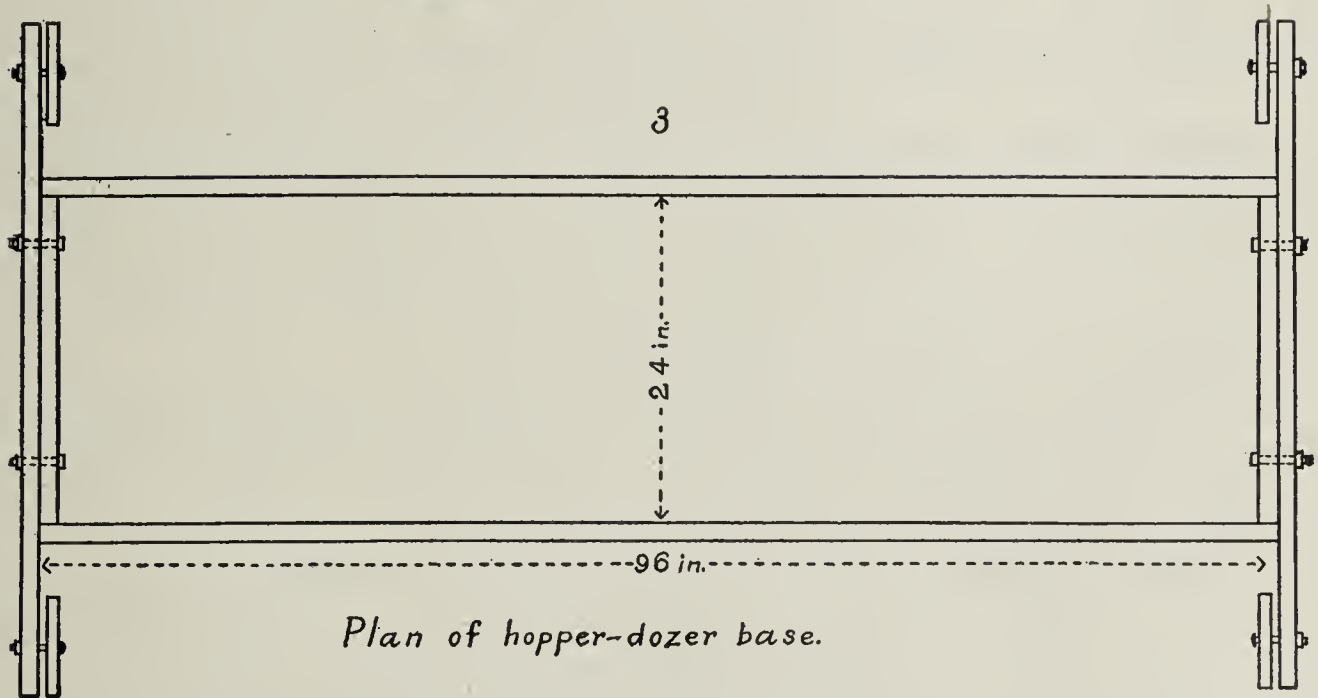 3
24 in.
96 in.
Plan of hopper-dozer base.